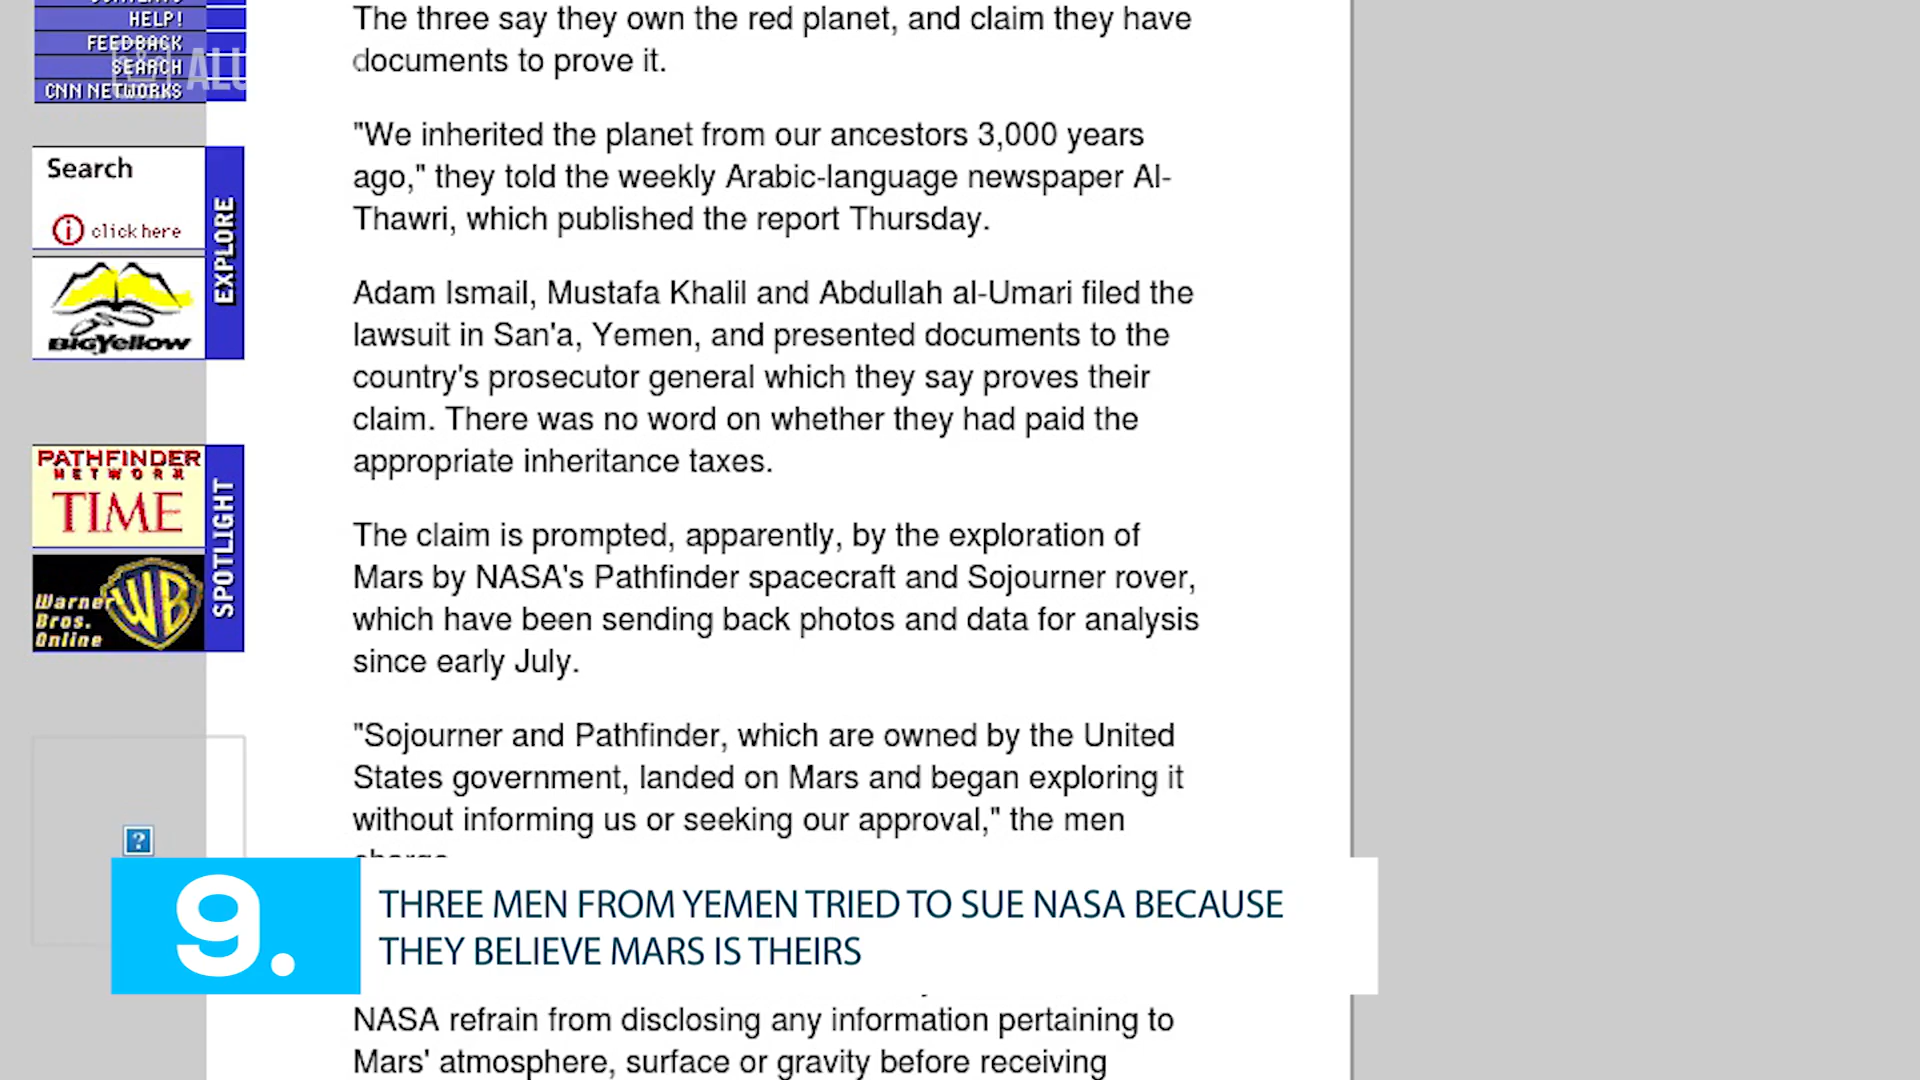 HELP!
FEEDBACK
SEARCH
CNN NETWORKS
ALU
Search
click here
EXPLORE
BigYellow
PATHFINDER
NETWORK
TIME
Warner
Bros.
Online
WB
SPOTLIGHT
The three say they own the red planet, and claim they have
documents to prove it.
"We inherited the planet from our ancestors 3,000 years
ago," they told the weekly Arabic-language newspaper Al-
Thawri, which published the report Thursday.
Adam Ismail, Mustafa Khalil and Abdullah al-Umari filed the
lawsuit in San'a, Yemen, and presented documents to the
country's prosecutor general which they say proves their
claim. There was no word on whether they had paid the
appropriate inheritance taxes.
The claim is prompted, apparently, by the exploration of
Mars by NASA's Pathfinder spacecraft and Sojourner rover,
which have been sending back photos and data for analysis
since early July.
"Sojourner and Pathfinder, which are owned by the United
States government, landed on Mars and began exploring it
without informing us or seeking our approval," the men
9.
THREE MEN FROM YEMEN TRIED TO SUE NASA BECAUSE
THEY BELIEVE MARS IS THEIRS
NASA refrain from disclosing any information pertaining to
Mars' atmosphere, surface or gravity before receiving